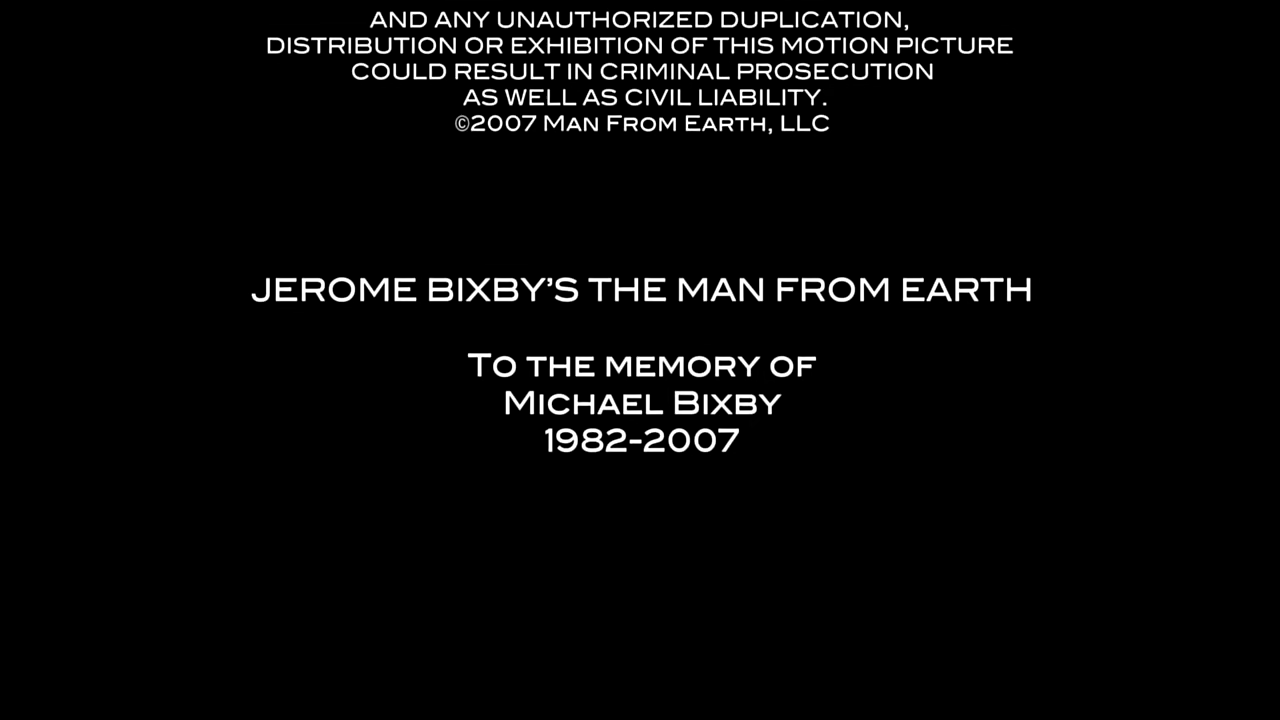 AND ANY UNAUTHORIZED DUPLICATION,
DISTRIBUTION OR EXHIBITION OF THIS MOTION PICTURE
COULD RESULT IN CRIMINAL PROSECUTION
AS WELL AS CIVIL LIABILITY.
©2007 MAN FROM EARTH, LLC
JEROME BIXBY'S THE MAN FROM EARTH
TO THE MEMORY OF
MICHAEL BIXBY
1982-2007